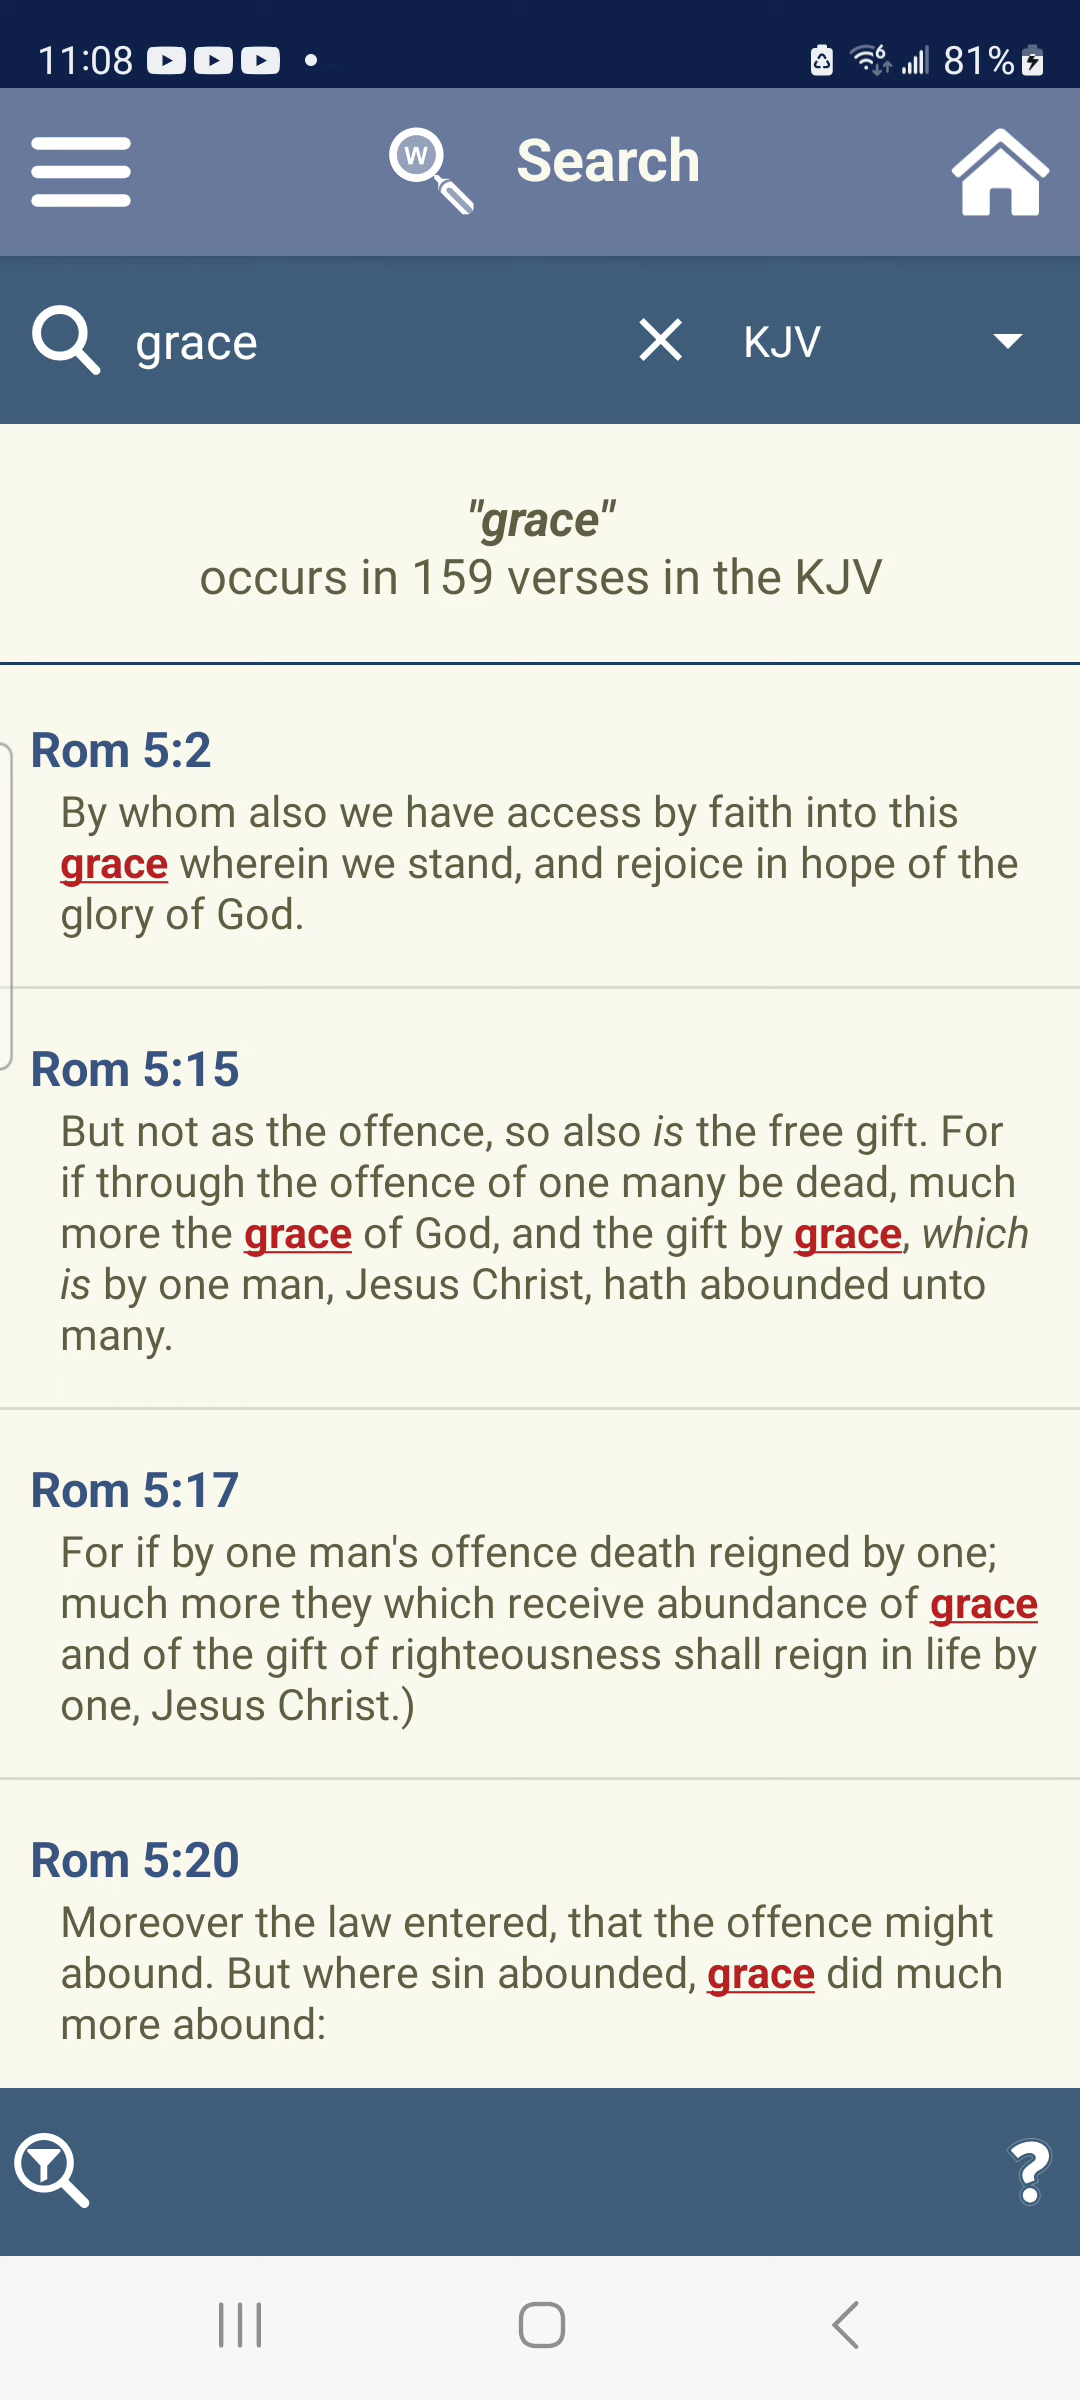 11:08
6
81%
W
Search
grace
KJV
"grace"
occurs in 159 verses in the KJV
Rom 5:2
By whom also we have access by faith into this
grace wherein we stand, and rejoice in hope of the
glory of God.
Rom 5:15
But not as the offence, so also is the free gift. For
if through the offence of one many be dead, much
more the grace of God, and the gift by grace, which
is by one man, Jesus Christ, hath abounded unto
many.
Rom 5:17
For if by one man's offence death reigned by one;
much more they which receive abundance of grace
and of the gift of righteousness shall reign in life by
one, Jesus Christ.)
Rom 5:20
Moreover the law entered, that the offence might
abound. But where sin abounded, grace did much
more abound:
?